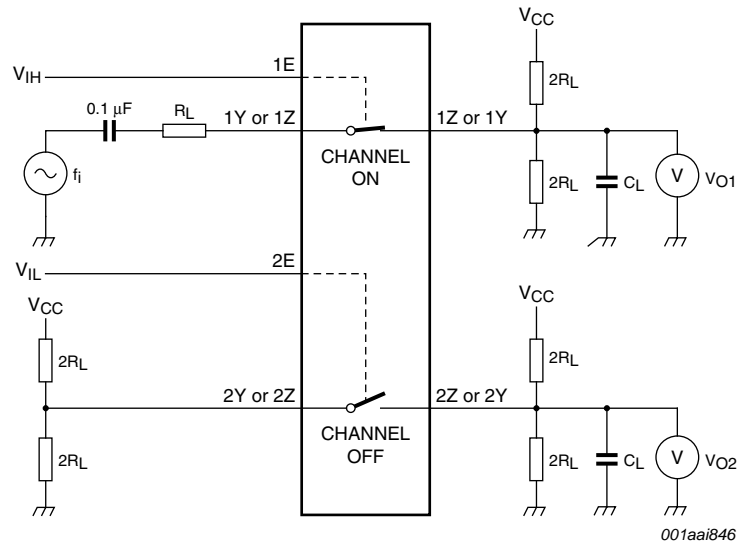 VCC
VIH
1E
2RL
0.1 μF
RL
1Y or 1Z
1Z or 1Y
fi
CHANNEL
ON
2RL
CL
V
VO1
VIL
2E
VCC
VCC
2RL
2RL
2Y or 2Z
2Z or 2Y
2RL
CHANNEL
OFF
2RL
CL
V
VO2
001aai846